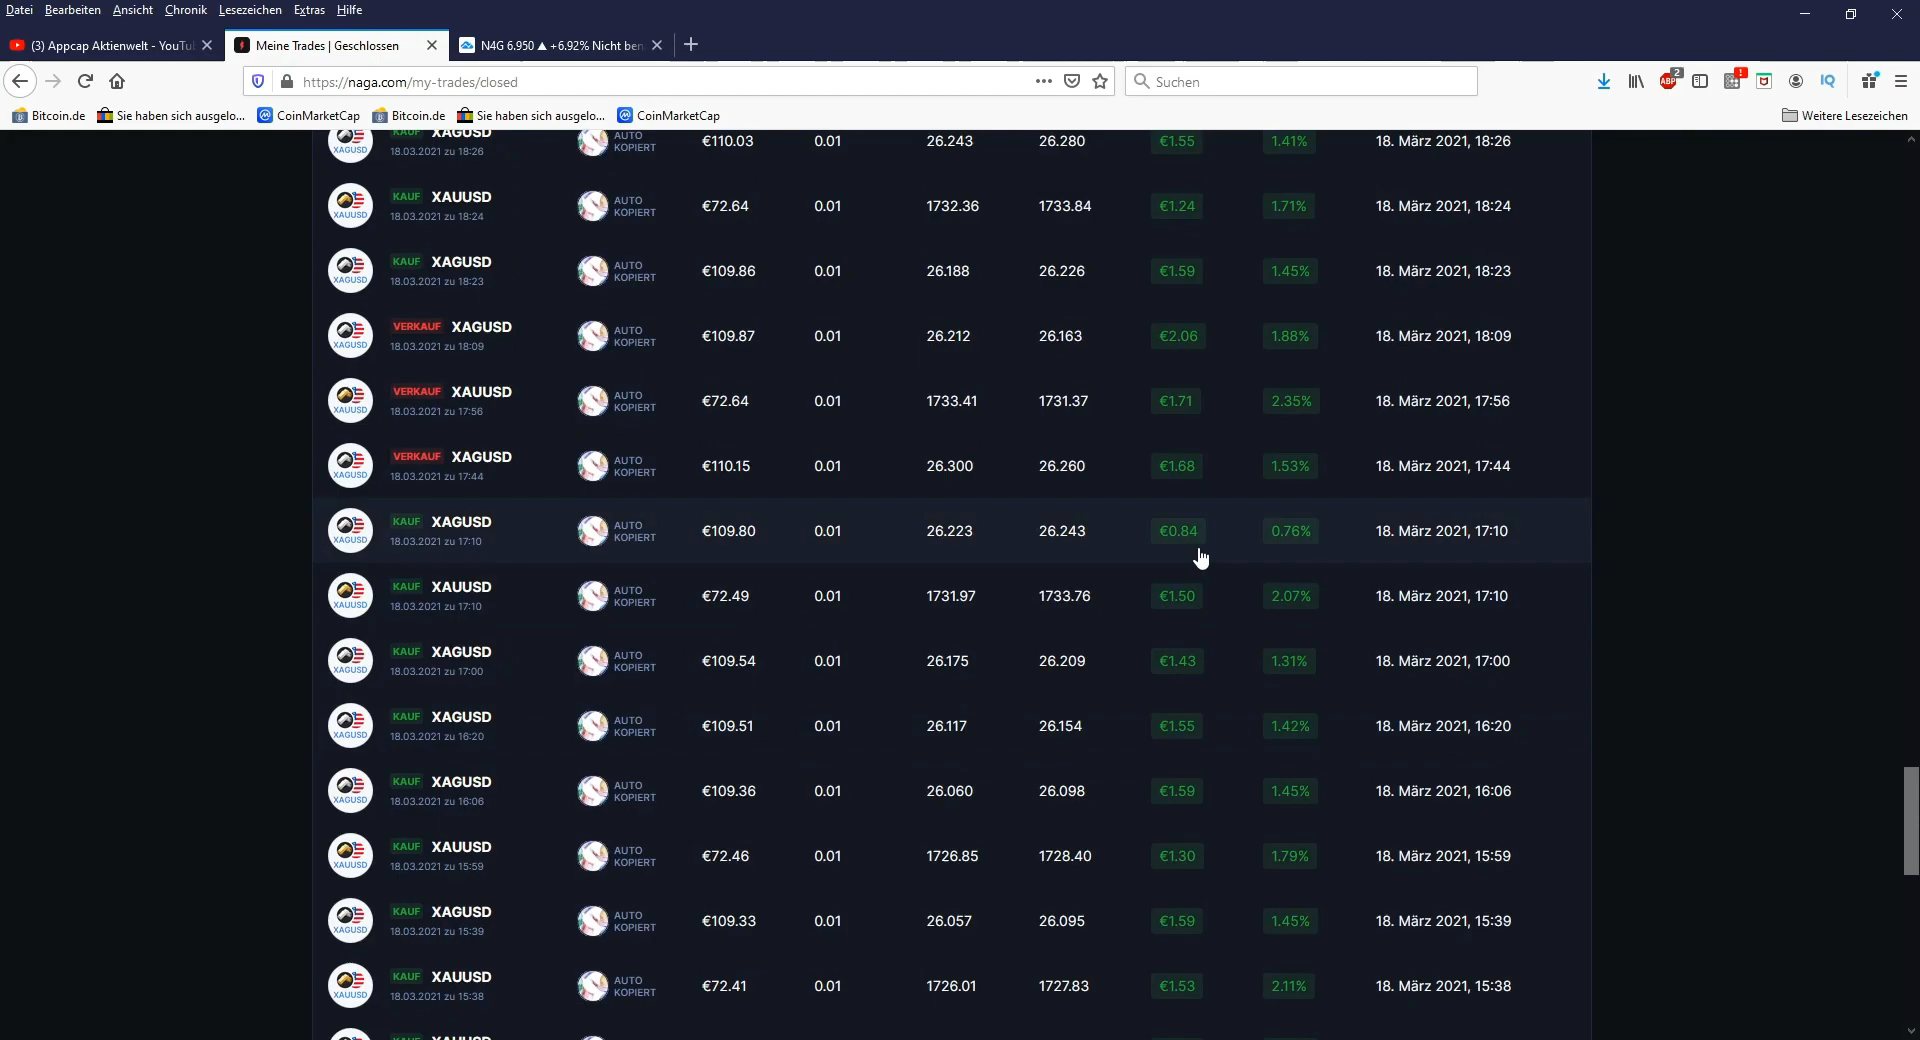 Datei Bearbeiten Ansicht Chronik Lesezeichen Extras Hilfe
(3) Appcap Aktienwelt - YouTu Meine Trades | Geschlossen N4G 6.950 ▲ +6.92% Nicht ben
https://naga.com/my-trades/closed Suchen ABP 2 1 IQ
Bitcoin.de Sie haben sich ausgelo... CoinMarketCap Bitcoin.de Sie haben sich ausgelo... CoinMarketCap Weitere Lesezeichen
XAGUSD KAUF XAGUSD AUTO €110.03 0.01 26.243 26.280 €1.55 1.41% 18. März 2021, 18:26
18.03.2021 zu 18:26 KOPIERT
KAUF XAUUSD AUTO €72.64 0.01 1732.36 1733.84 €1.24 1.71% 18. März 2021, 18:24
XAUUSD 18.03.2021 zu 18:24 KOPIERT
KAUF XAGUSD AUTO €109.86 0.01 26.188 26.226 €1.59 1.45% 18. März 2021, 18:23
XAGUSD 18.03.2021 zu 18:23 KOPIERT
VERKAUF XAGUSD AUTO €109.87 0.01 26.212 26.163 €2.06 1.88% 18. März 2021, 18:09
XAGUSD 18.03.2021 zu 18:09 KOPIERT
VERKAUF XAUUSD AUTO €72.64 0.01 1733.41 1731.37 €1.71 2.35% 18. März 2021, 17:56
XAUUSD 18.03.2021 zu 17:56 KOPIERT
VERKAUF XAGUSD AUTO €110.15 0.01 26.300 26.260 €1.68 1.53% 18. März 2021, 17:44
XAGUSD 18.03.2021 zu 17:44 KOPIERT
KAUF XAGUSD AUTO €109.80 0.01 26.223 26.243 €0.84 0.76% 18. März 2021, 17:10
XAGUSD 18.03.2021 zu 17:10 KOPIERT
KAUF XAUUSD AUTO €72.49 0.01 1731.97 1733.76 €1.50 2.07% 18. März 2021, 17:10
XAUUSD 18.03.2021 zu 17:10 KOPIERT
KAUF XAGUSD AUTO €109.54 0.01 26.175 26.209 €1.43 1.31% 18. März 2021, 17:00
XAGUSD 18.03.2021 zu 17:00 KOPIERT
KAUF XAGUSD AUTO €109.51 0.01 26.117 26.154 €1.55 1.42% 18. März 2021, 16:20
XAGUSD 18.03.2021 zu 16:20 KOPIERT
KAUF XAGUSD AUTO €109.36 0.01 26.060 26.098 €1.59 1.45% 18. März 2021, 16:06
XAGUSD 18.03.2021 zu 16:06 KOPIERT
KAUF XAUUSD AUTO €72.46 0.01 1726.85 1728.40 €1.30 1.79% 18. März 2021, 15:59
XAUUSD 18.03.2021 zu 15:59 KOPIERT
KAUF XAGUSD AUTO €109.33 0.01 26.057 26.095 €1.59 1.45% 18. März 2021, 15:39
XAGUSD 18.03.2021 zu 15:39 KOPIERT
KAUF XAUUSD AUTO €72.41 0.01 1726.01 1727.83 €1.53 2.11% 18. März 2021, 15:38
XAUUSD 18.03.2021 zu 15:38 KOPIERT